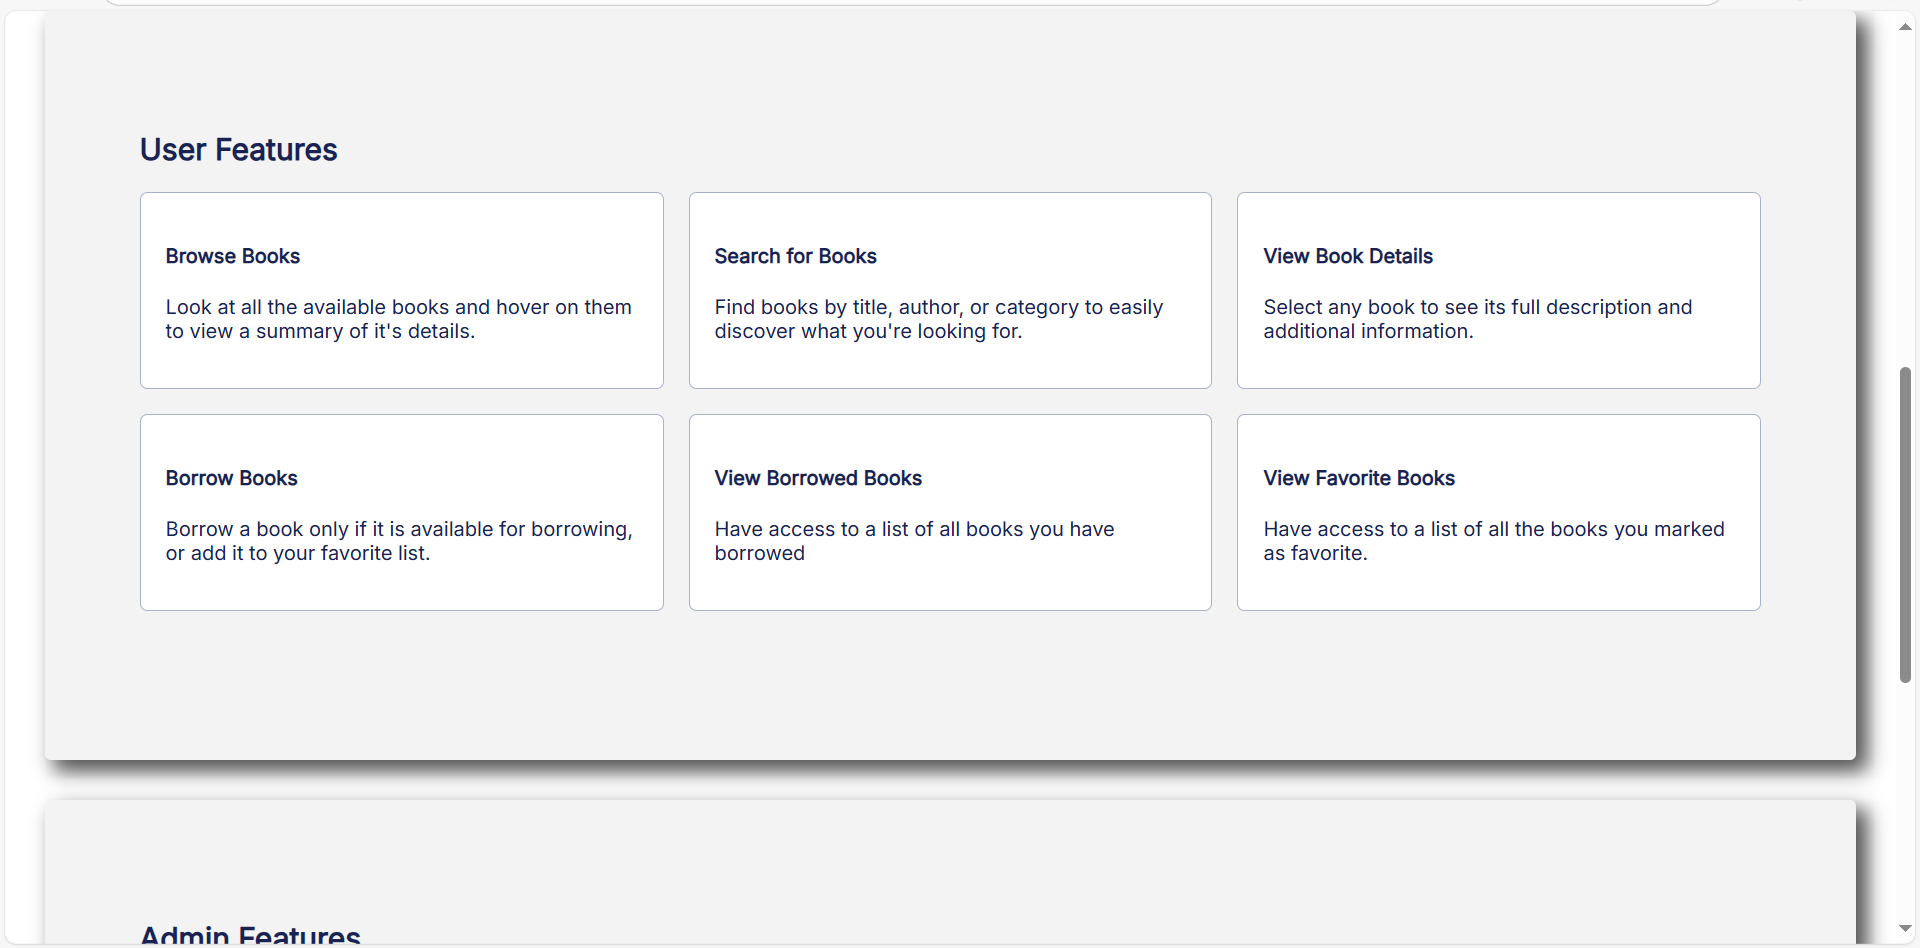 User Features
Browse Books
Look at all the available books and hover on them
to view a summary of it's details.
Search for Books
Find books by title, author, or category to easily
discover what you're looking for.
View Book Details
Select any book to see its full description and
additional information.
Borrow Books
Borrow a book only if it is available for borrowing,
or add it to your favorite list.
View Borrowed Books
Have access to a list of all books you have
borrowed
View Favorite Books
Have access to a list of all the books you marked
as favorite.
Admin Features